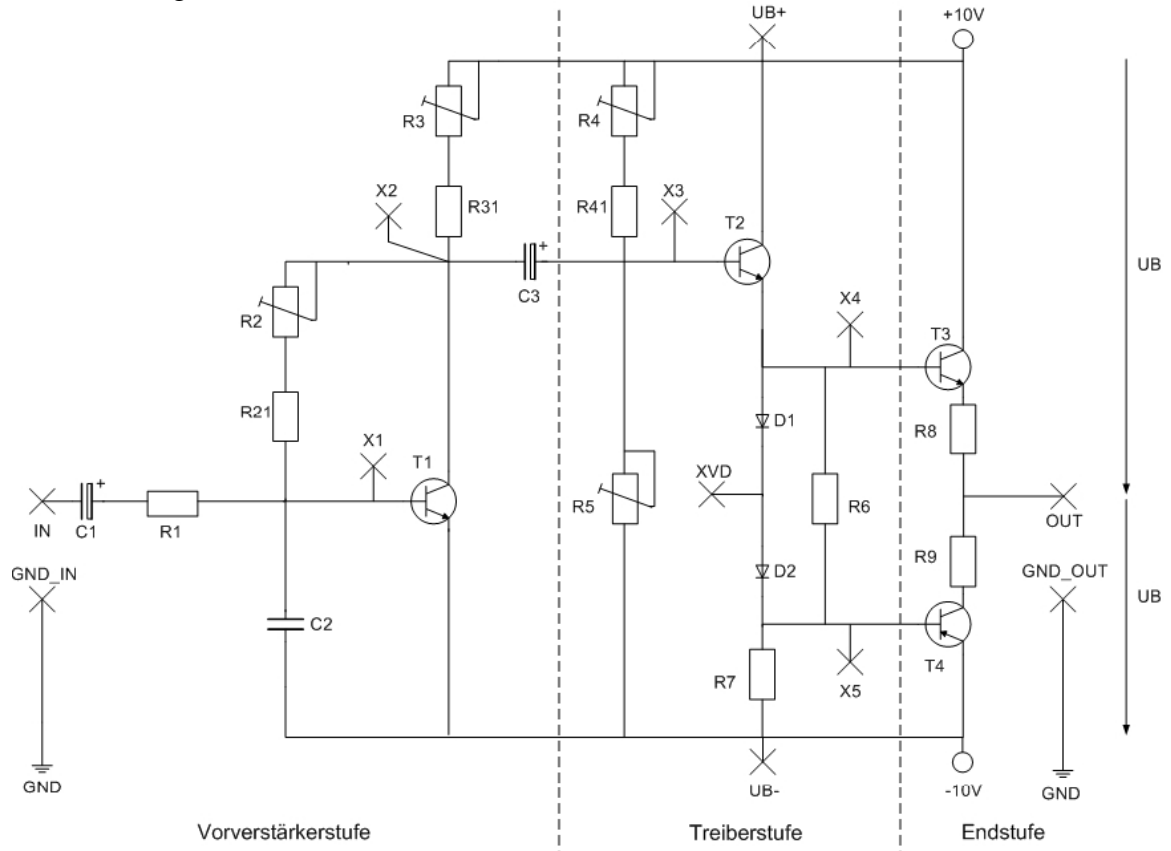 UB+
+10V
R3
R4
X2
R31
R41
X3
T2
UB
C3
R2
X4
T3
R21
D1
R8
X1
T1
XVD
R5
R6
IN
C1
R1
OUT
GND_IN
D2
R9
GND_OUT
C2
UB
R7
X5
T4
GND
UB-
-10V
GND
Vorverstärkerstufe
Treiberstufe
Endstufe